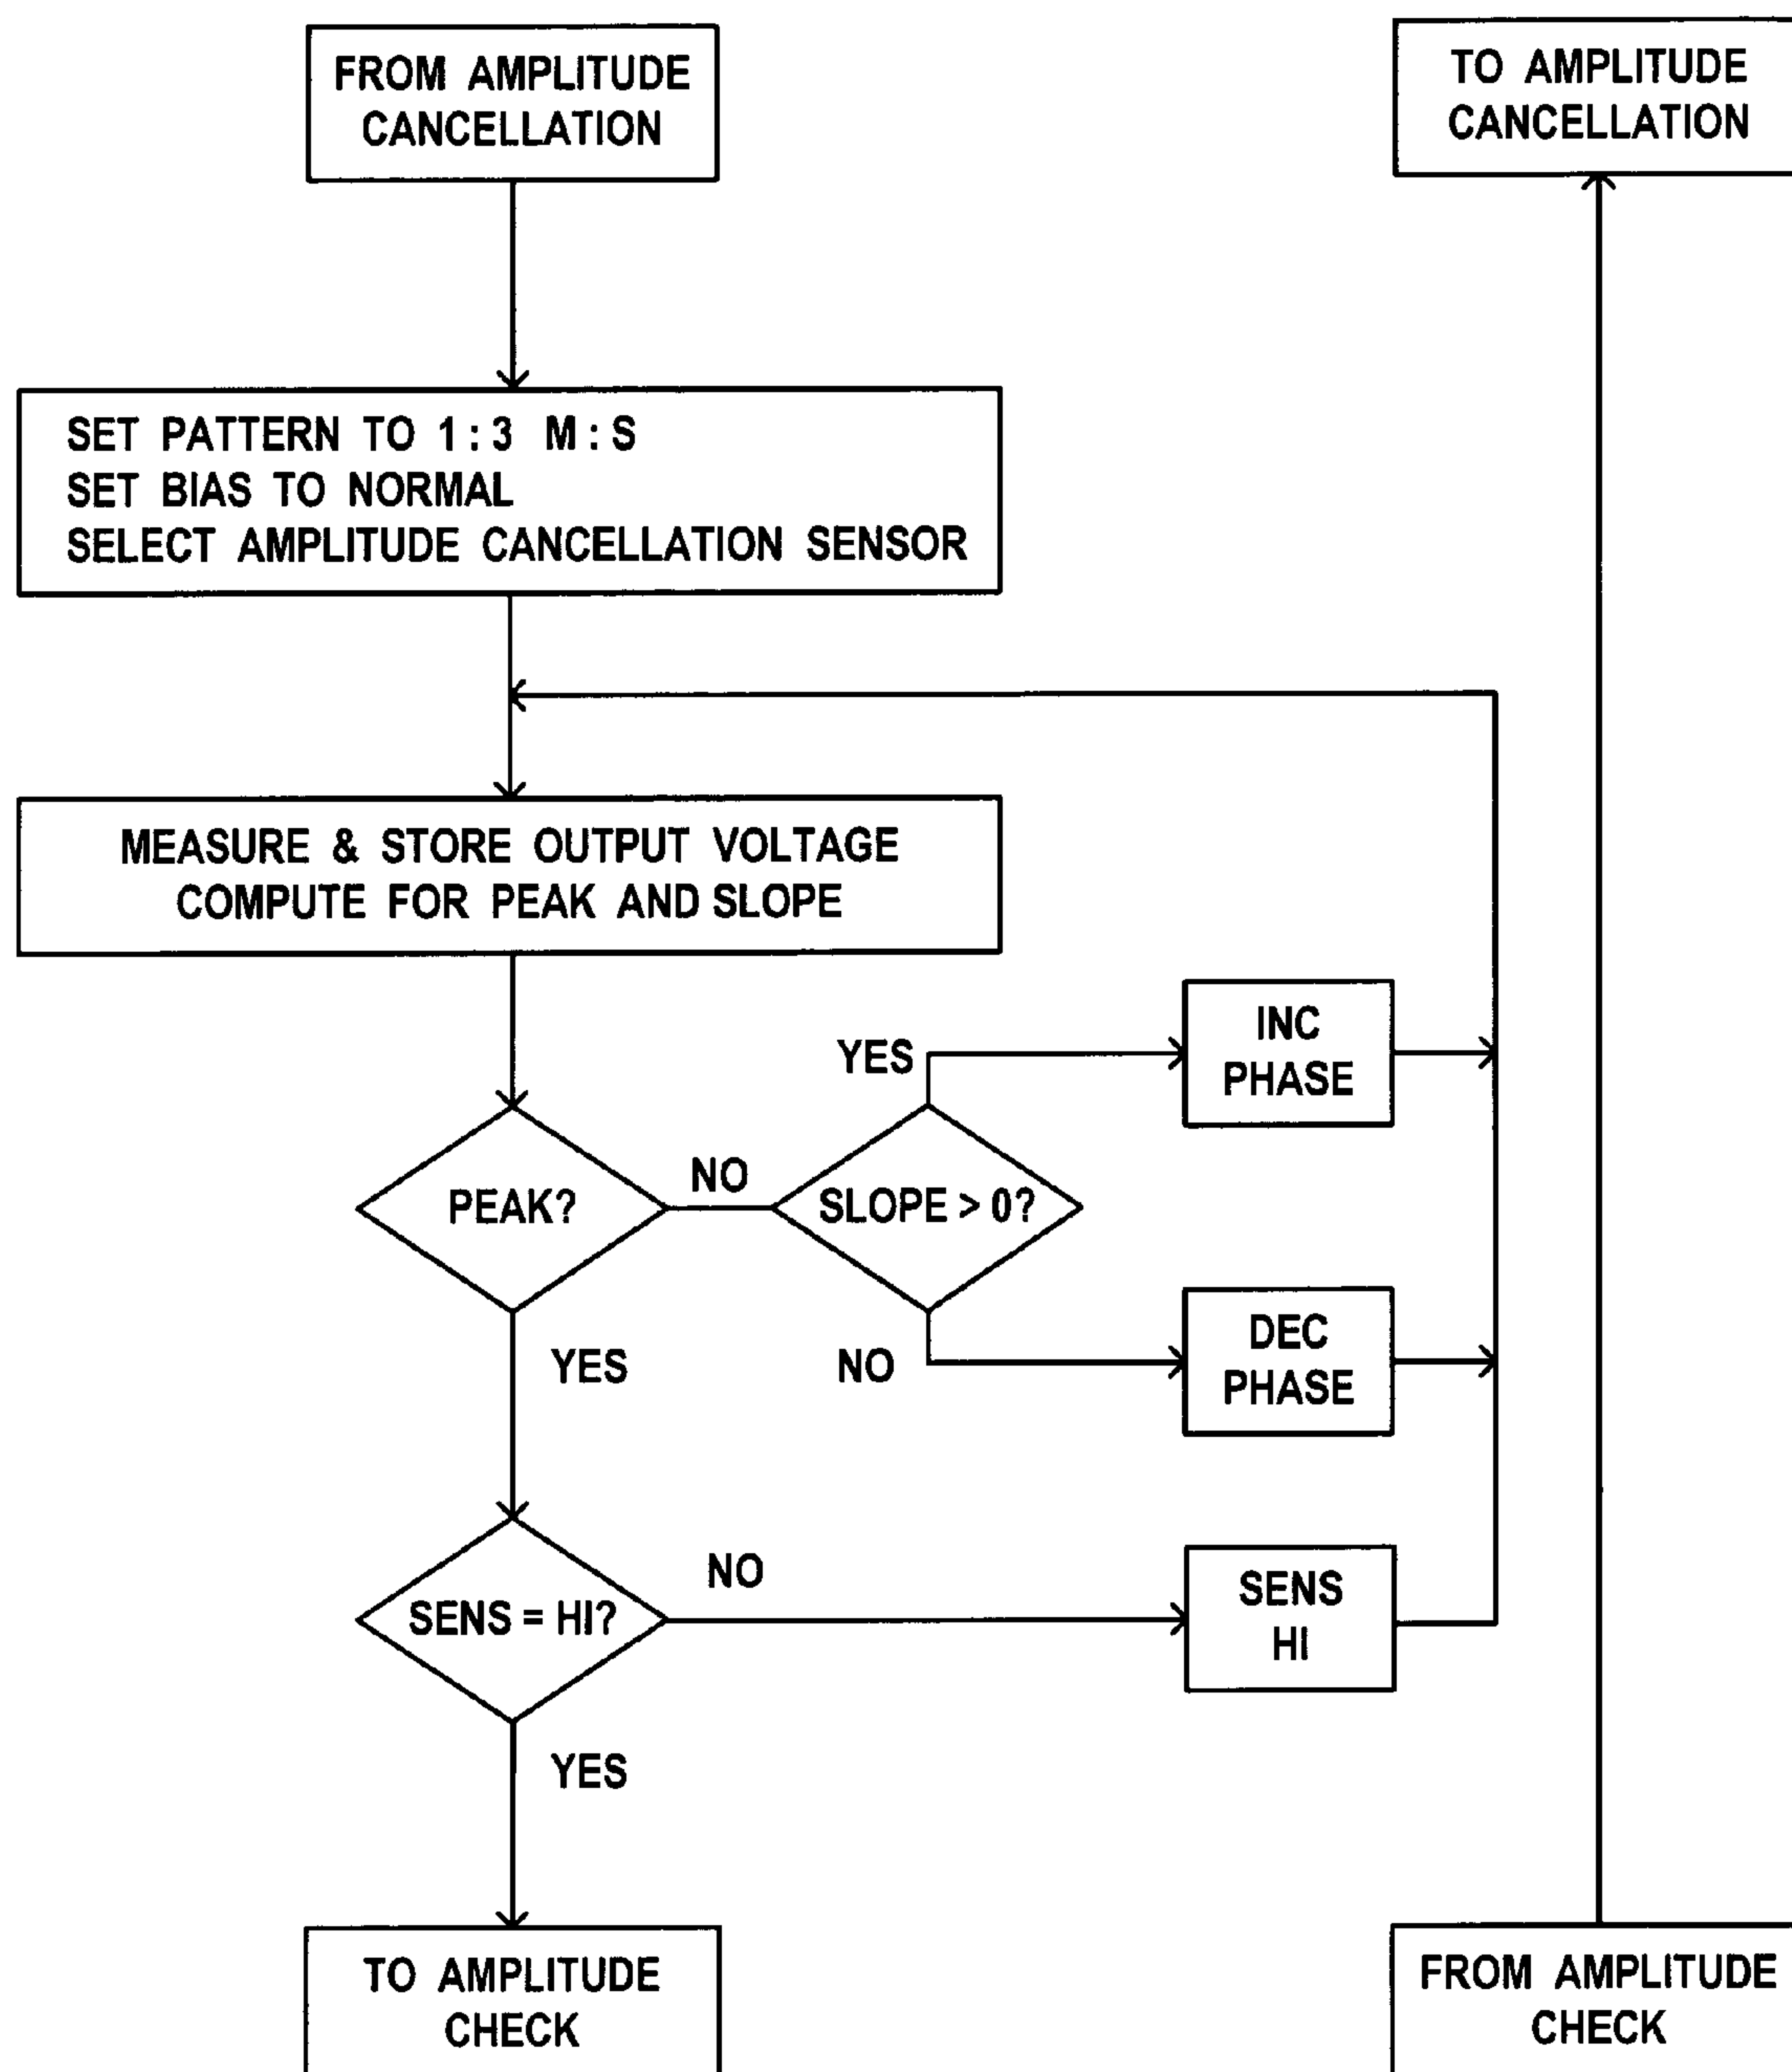 FROM AMPLITUDE
CANCELLATION
TO AMPLITUDE
CANCELLATION
SET PATTERN TO 1 : 3 M : S
SET BIAS TO NORMAL
SELECT AMPLITUDE CANCELLATION SENSOR
MEASURE & STORE OUTPUT VOLTAGE
COMPUTE FOR PEAK AND SLOPE
INC
PHASE
YES
PEAK?
NO
SLOPE > 0?
DEC
PHASE
YES
NO
SENS = HI?
NO
SENS
HI
YES
TO AMPLITUDE
CHECK
FROM AMPLITUDE
CHECK